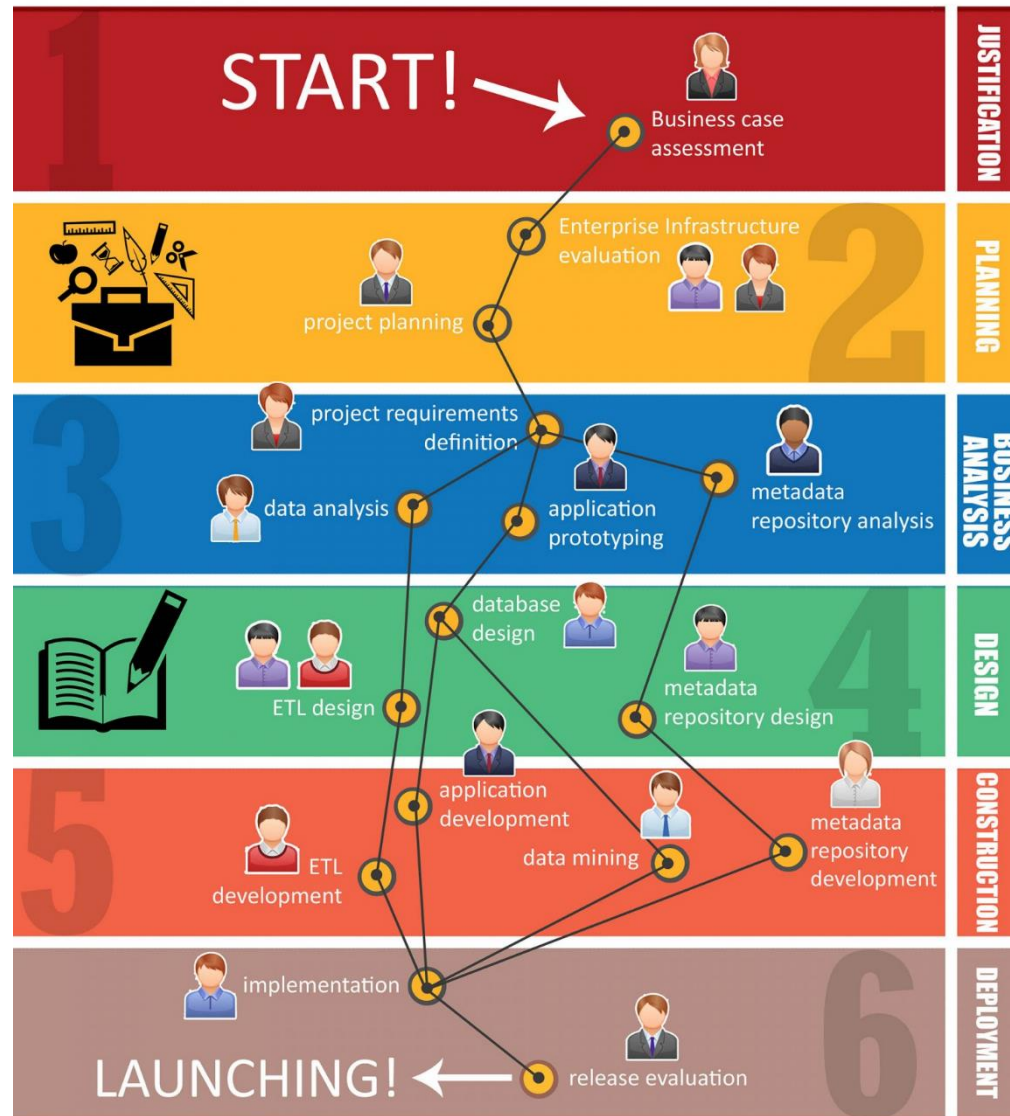 1
START!
Business case
assessment
JUSTIFICATION
Enterprise Infrastructure
evaluation
2
project planning
PLANNING
3
project requirements
definition
data analysis
application
prototyping
metadata
repository analysis
BUSINESS
ANALYSIS
database
design
4
ETL design
metadata
repository design
DESIGN
5
application
development
ETL
development
data mining
metadata
repository
development
CONSTRUCTION
implementation
6
LAUNCHING!
release evaluation
DEPLOYMENT